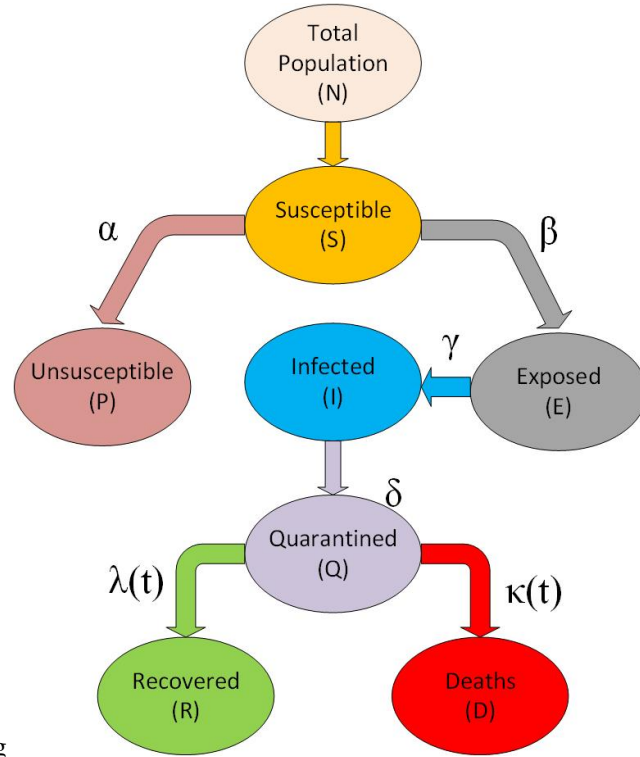 Total
Population
(N)
Susceptible
(S)
α
β
Unsusceptible
(P)
Infected
(I)
γ
Exposed
(E)
δ
Quarantined
(Q)
λ(t)
κ(t)
Recovered
(R)
Deaths
(D)